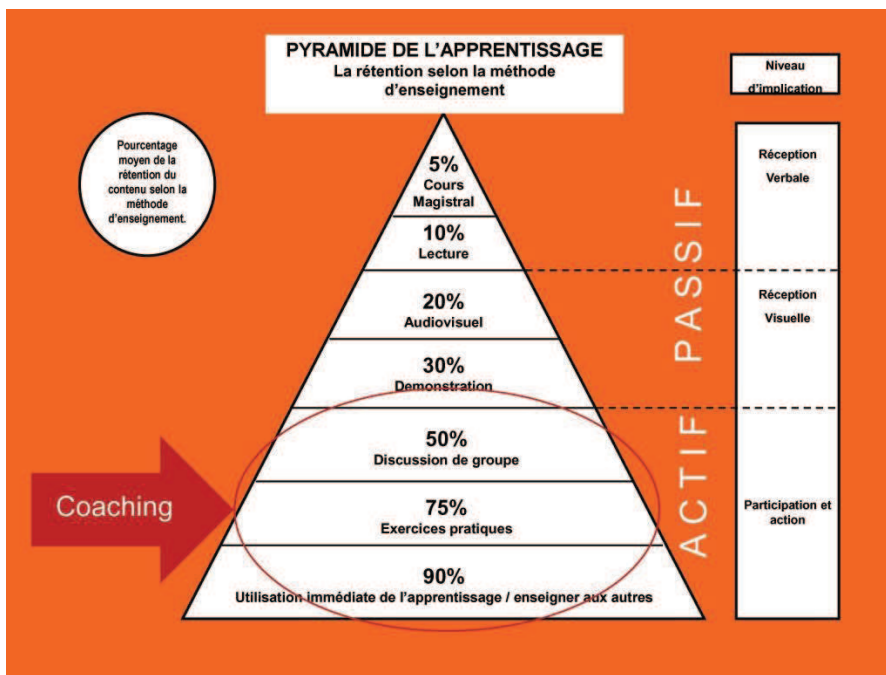 PYRAMIDE DE L'APPRENTISSAGE
La rétention selon la méthode
d'enseignement
Niveau
d'implication
Pourcentage
moyen de la
rétention du
contenu selon la
méthode
d'enseignement.
5%
Cours
Magistral
10%
Lecture
20%
Audiovisuel
30%
Demonstration
50%
Discussion de groupe
75%
Exercices pratiques
90%
Utilisation immédiate de l'apprentissage / enseigner aux autres
Coaching
PASSIF
ACTIF
Réception
Verbale
Réception
Visuelle
Participation et
action